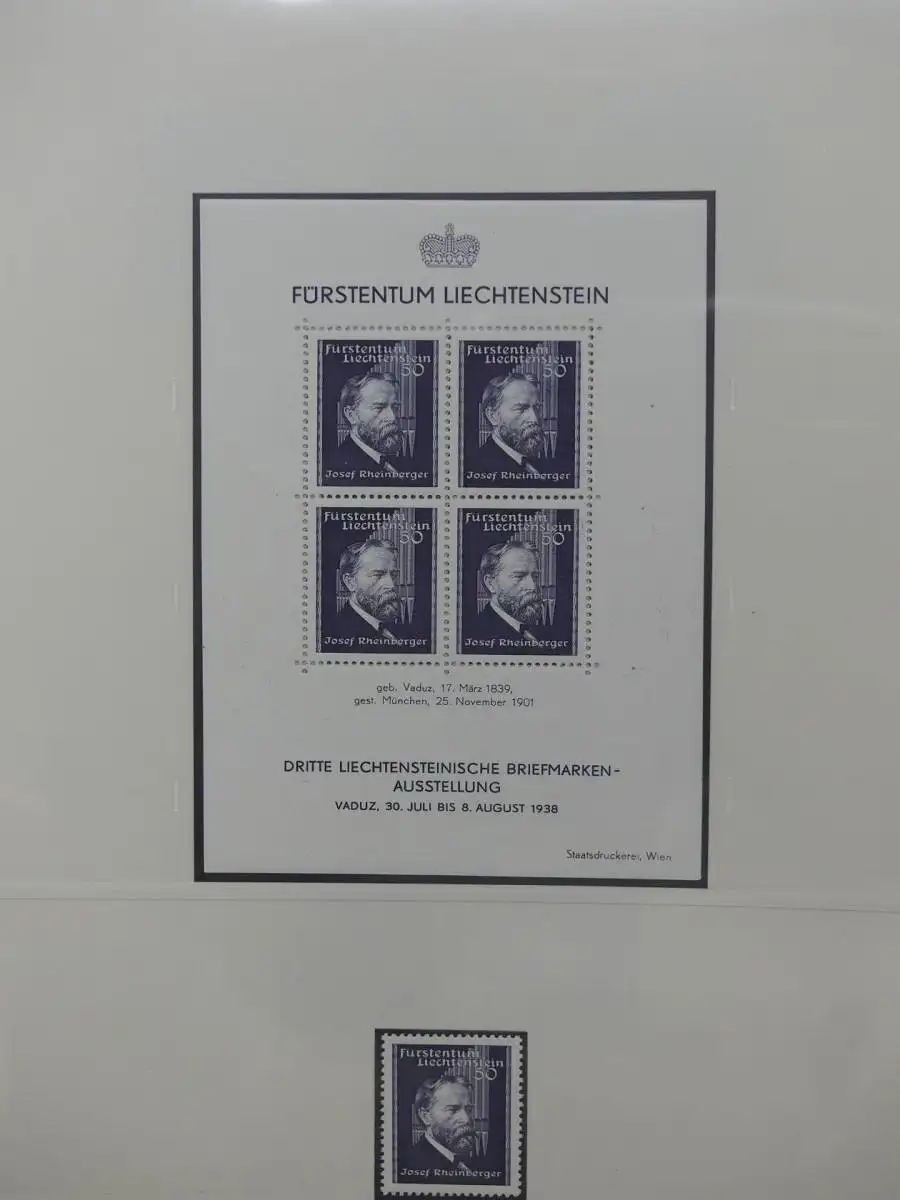 FÜRSTENTUM LIECHTENSTEIN
Fürstentum
Liechtenstein
50
Josef Rheinberger
Fürstentum
Liechtenstein
50
Josef Rheinberger
Fürstentum
Liechtenstein
50
Josef Rheinberger
Fürstentum
Liechtenstein
50
Josef Rheinberger
geb. Vaduz, 17. März 1839,
gest. München, 25. November 1901
DRITTE LIECHTENSTEINISCHE BRIEFMARKEN-
AUSSTELLUNG
VADUZ, 30. JULI BIS 8. AUGUST 1938
Staatsdruckerei, Wien
Fürstentum
Liechtenstein
50
Josef Rheinberger